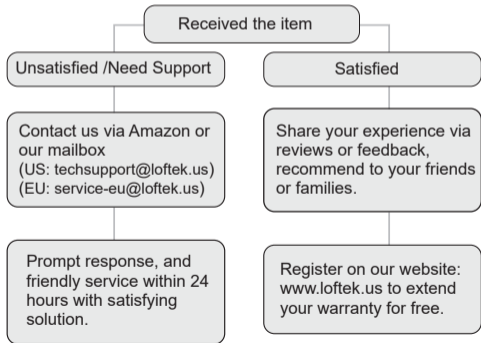 Received the item
Unsatisfied /Need Support
Satisfied
Contact us via Amazon or
our mailbox
(US: techsupport@loftek.us)
(EU: service-eu@loftek.us)
Share your experience via
reviews or feedback,
recommend to your friends
or families.
Prompt response, and
friendly service within 24
hours with satisfying
solution.
Register on our website:
www.loftek.us to extend
your warranty for free.